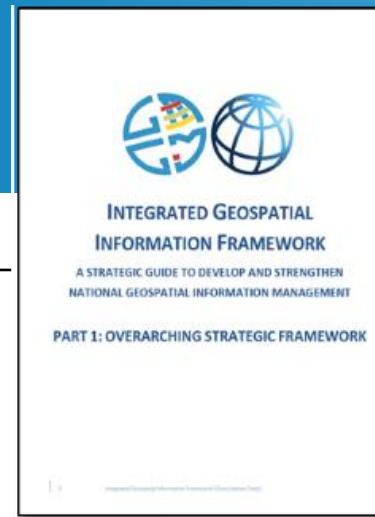 INTEGRATED GEOSPATIAL
INFORMATION FRAMEWORK
A STRATEGIC GUIDE TO DEVELOP AND STRENGTHEN
NATIONAL GEOSPATIAL INFORMATION MANAGEMENT
PART 1: OVERARCHING STRATEGIC FRAMEWORK